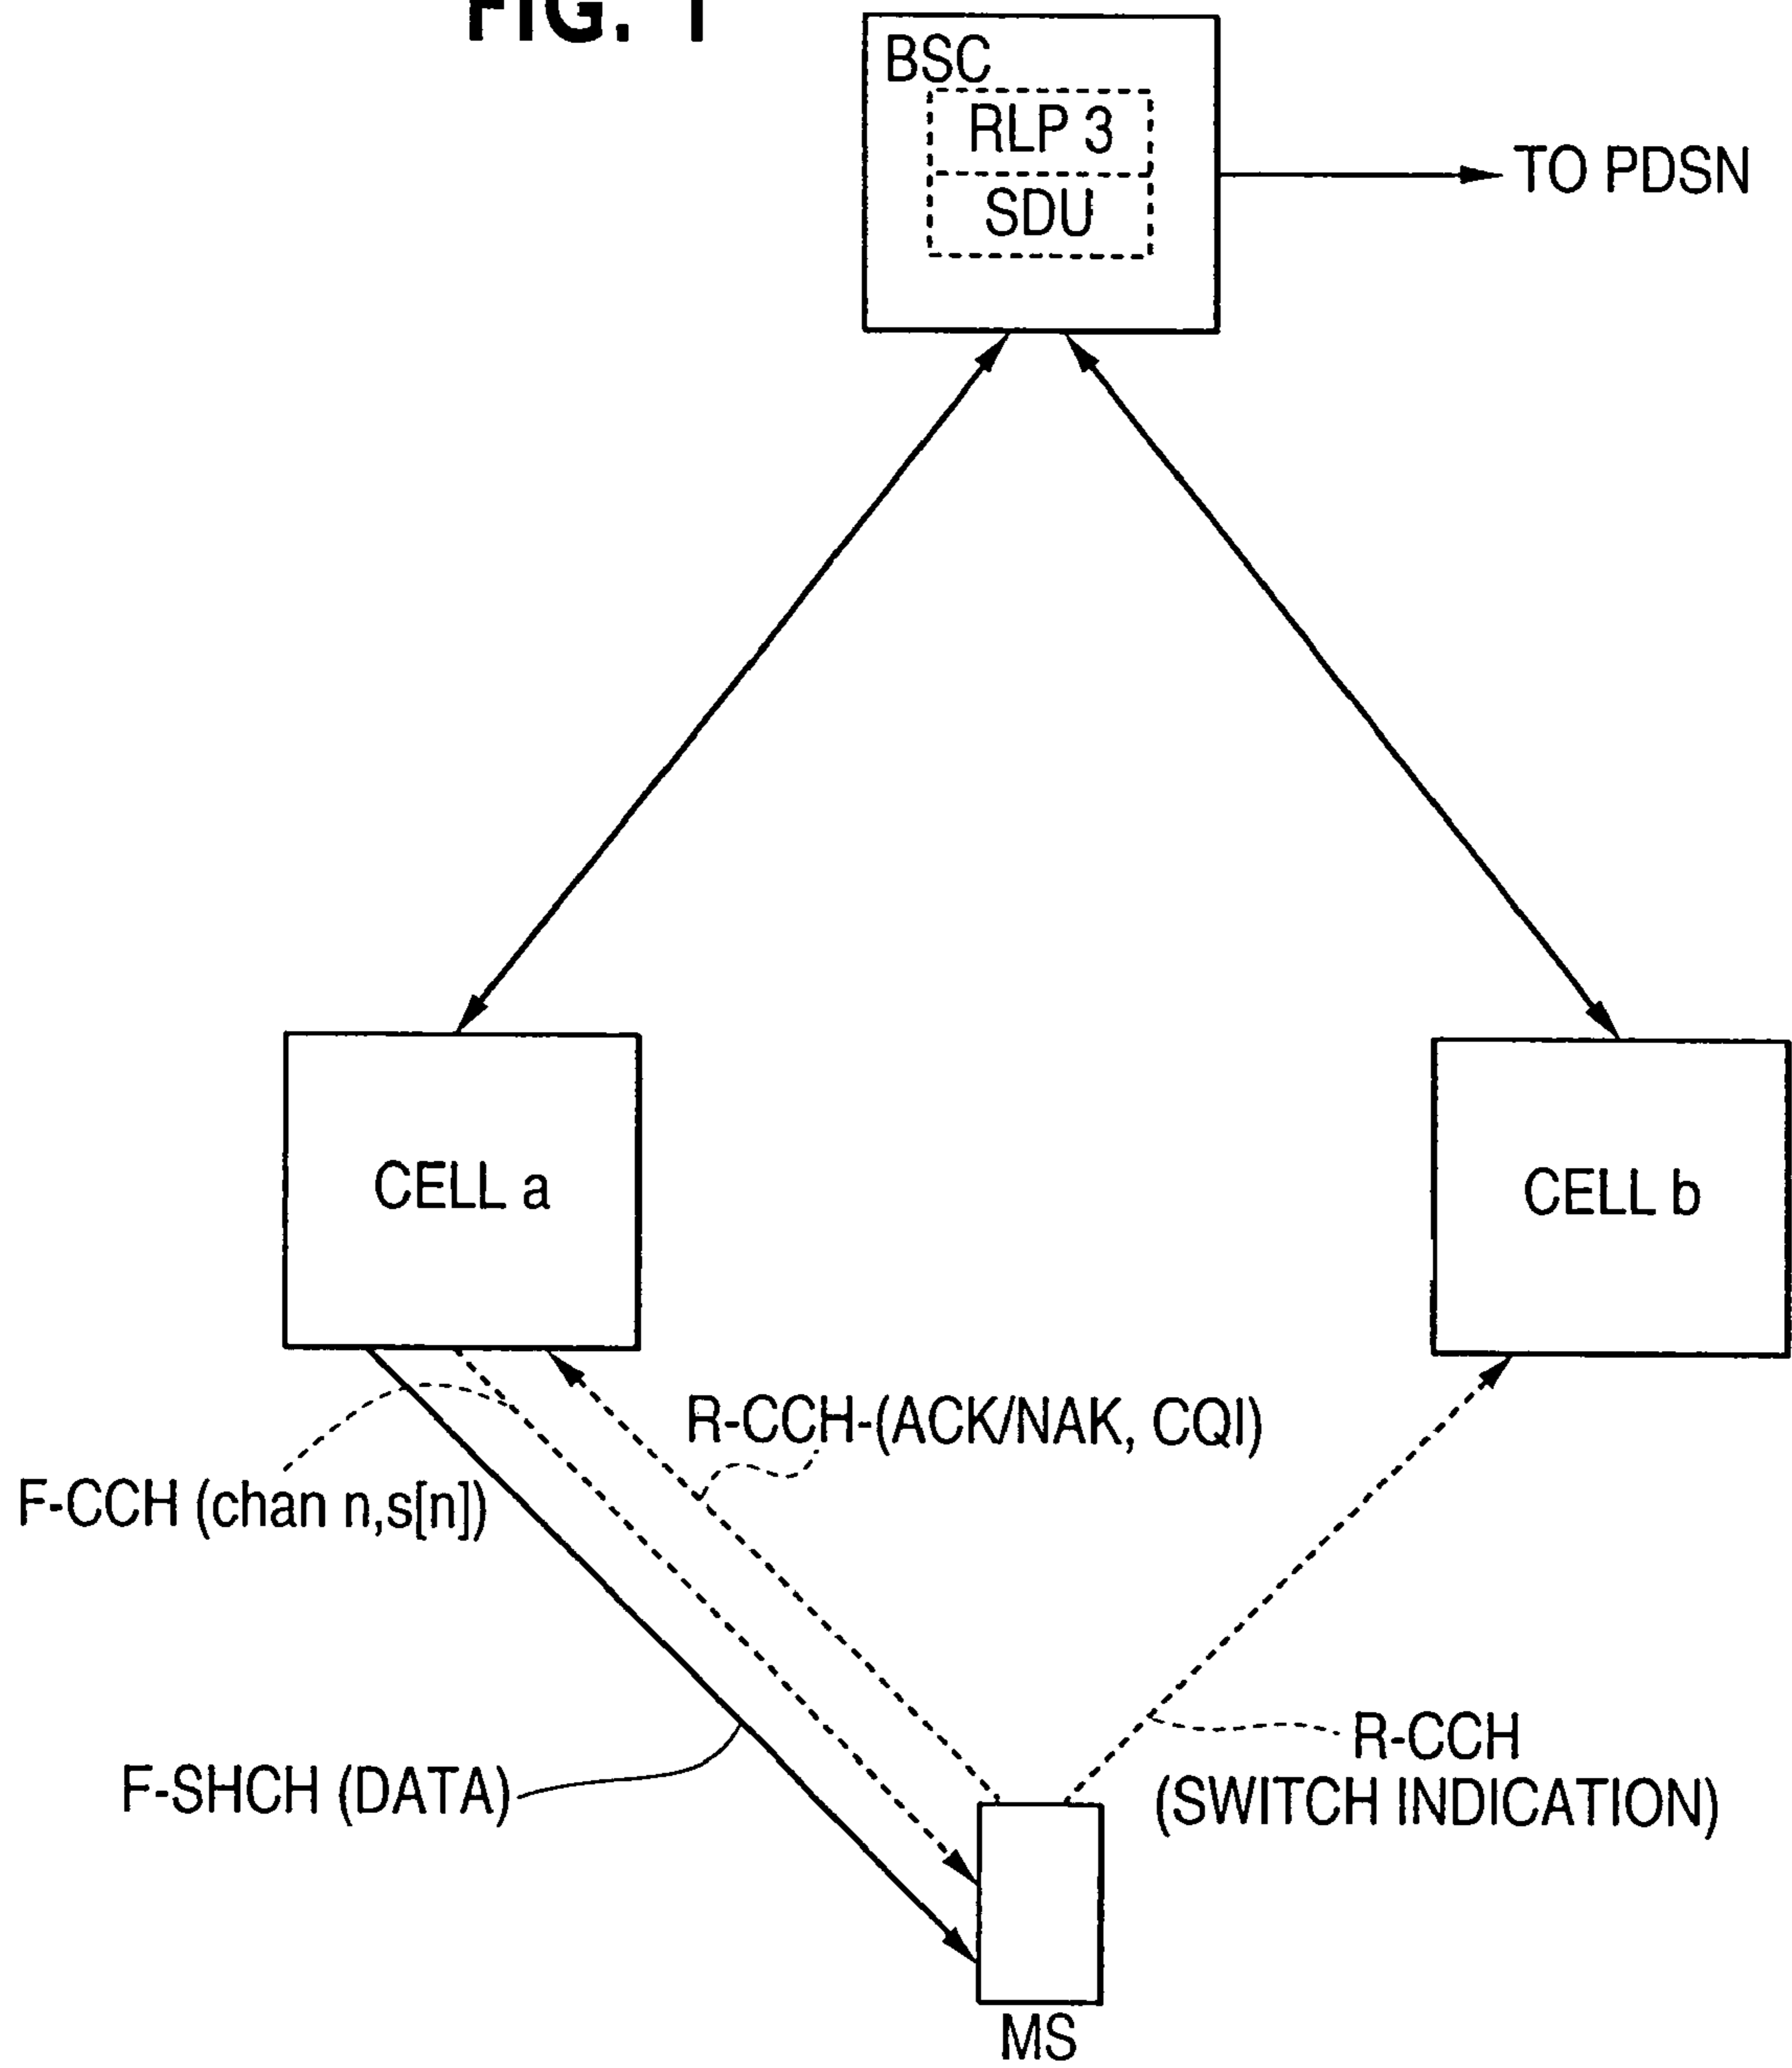 FIG. 1
BSC
RLP 3
SDU
TO PDSN
CELL a
CELL b
R-CCH-(ACK/NAK, CQI)
F-CCH (chan n,s[n])
F-SHCH (DATA)
R-CCH
(SWITCH INDICATION)
MS